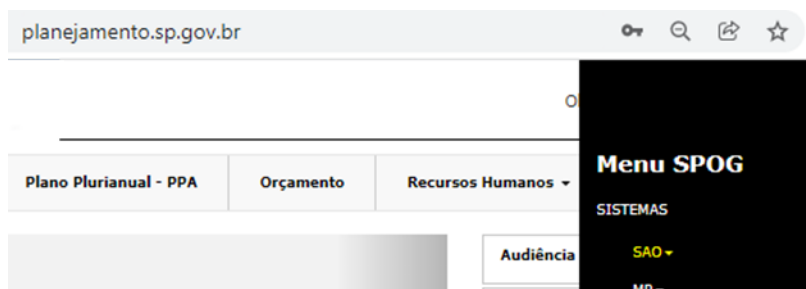 planejamento.sp.gov.br
Menu SPOG
Plano Plurianual - PPA Orçamento Recursos Humanos
SISTEMAS
Audiência SAO